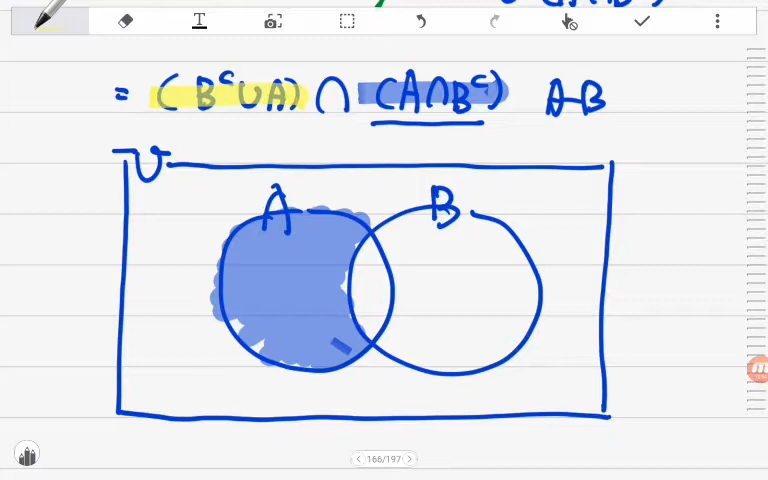 T
= (B^c ∪ A) ∩ (A ∩ B^c) A-B
U
A B
166/197